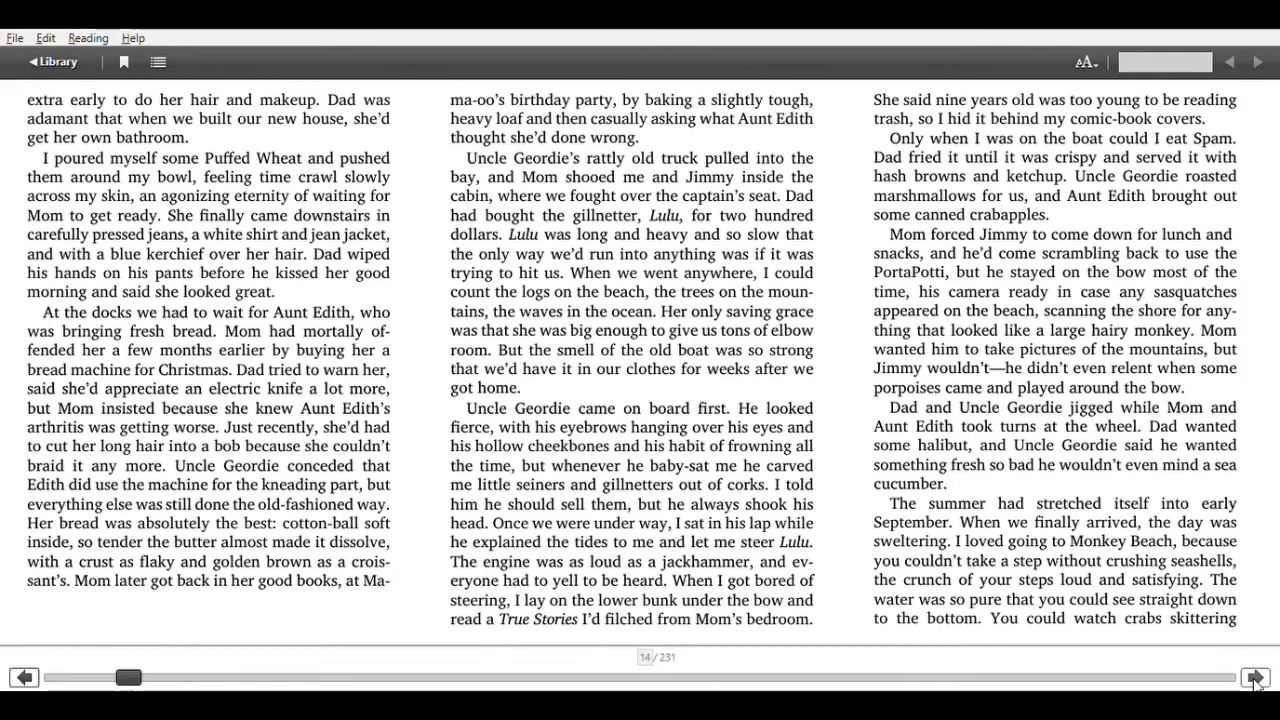 File Edit Reading Help
Library
AA
extra early to do her hair and makeup. Dad was
adamant that when we built our new house, she'd
get her own bathroom.
I poured myself some Puffed Wheat and pushed
them around my bowl, feeling time crawl slowly
across my skin, an agonizing eternity of waiting for
Mom to get ready. She finally came downstairs in
carefully pressed jeans, a white shirt and jean jacket,
and with a blue kerchief over her hair. Dad wiped
his hands on his pants before he kissed her good
morning and said she looked great.
At the docks we had to wait for Aunt Edith, who
was bringing fresh bread. Mom had mortally of-
fended her a few months earlier by buying her a
bread machine for Christmas. Dad tried to warn her,
said she'd appreciate an electric knife a lot more,
but Mom insisted because she knew Aunt Edith's
arthritis was getting worse. Just recently, she'd had
to cut her long hair into a bob because she couldn't
braid it any more. Uncle Geordie conceded that
Edith did use the machine for the kneading part, but
everything else was still done the old-fashioned way.
Her bread was absolutely the best: cotton-ball soft
inside, so tender the butter almost made it dissolve,
with a crust as flaky and golden brown as a crois-
sant's. Mom later got back in her good books, at Ma-
ma-oo's birthday party, by baking a slightly tough,
heavy loaf and then casually asking what Aunt Edith
thought she'd done wrong.
Uncle Geordie's rattly old truck pulled into the
bay, and Mom shooed me and Jimmy inside the
cabin, where we fought over the captain's seat. Dad
had bought the gillnetter, Lulu, for two hundred
dollars. Lulu was long and heavy and so slow that
the only way we'd run into anything was if it was
trying to hit us. When we went anywhere, I could
count the logs on the beach, the trees on the moun-
tains, the waves in the ocean. Her only saving grace
was that she was big enough to give us tons of elbow
room. But the smell of the old boat was so strong
that we'd have it in our clothes for weeks after we
got home.
Uncle Geordie came on board first. He looked
fierce, with his eyebrows hanging over his eyes and
his hollow cheekbones and his habit of frowning all
the time, but whenever he baby-sat me he carved
me little seiners and gillnetters out of corks. I told
him he should sell them, but he always shook his
head. Once we were under way, I sat in his lap while
he explained the tides to me and let me steer Lulu.
The engine was as loud as a jackhammer, and ev-
eryone had to yell to be heard. When I got bored of
steering, I lay on the lower bunk under the bow and
read a True Stories I'd filched from Mom's bedroom.
She said nine years old was too young to be reading
trash, so I hid it behind my comic-book covers.
Only when I was on the boat could I eat Spam.
Dad fried it until it was crispy and served it with
hash browns and ketchup. Uncle Geordie roasted
marshmallows for us, and Aunt Edith brought out
some canned crabapples.
Mom forced Jimmy to come down for lunch and
snacks, and he'd come scrambling back to use the
PortaPotti, but he stayed on the bow most of the
time, his camera ready in case any sasquatches
appeared on the beach, scanning the shore for any-
thing that looked like a large hairy monkey. Mom
wanted him to take pictures of the mountains, but
Jimmy wouldn't—he didn't even relent when some
porpoises came and played around the bow.
Dad and Uncle Geordie jigged while Mom and
Aunt Edith took turns at the wheel. Dad wanted
some halibut, and Uncle Geordie said he wanted
something fresh so bad he wouldn't even mind a sea
cucumber.
The summer had stretched itself into early
September. When we finally arrived, the day was
sweltering. I loved going to Monkey Beach, because
you couldn't take a step without crushing seashells,
the crunch of your steps loud and satisfying. The
water was so pure that you could see straight down
to the bottom. You could watch crabs skittering
14 / 231